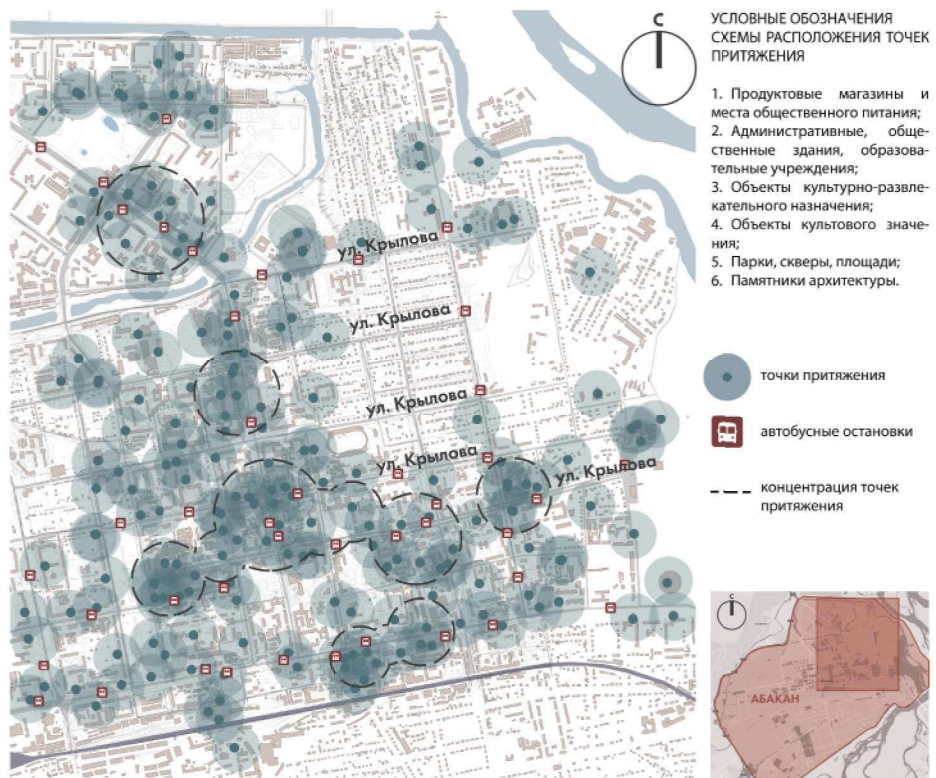 С
УСЛОВНЫЕ ОБОЗНАЧЕНИЯ
СХЕМЫ РАСПОЛОЖЕНИЯ ТОЧЕК
ПРИТЯЖЕНИЯ
1. Продуктовые магазины и
места общественного питания;
2. Административные, обще-
ственные здания, образова-
тельные учреждения;
3. Объекты культурно-развле-
кательного назначения;
4. Объекты культового значе-
ния;
5. Парки, скверы, площади;
6. Памятники архитектуры.
ул. Крылова
ул. Крылова
ул. Крылова
ул. Крылова
ул. Крылова
точки притяжения
автобусные остановки
концентрация точек
притяжения
С
АБАКАН